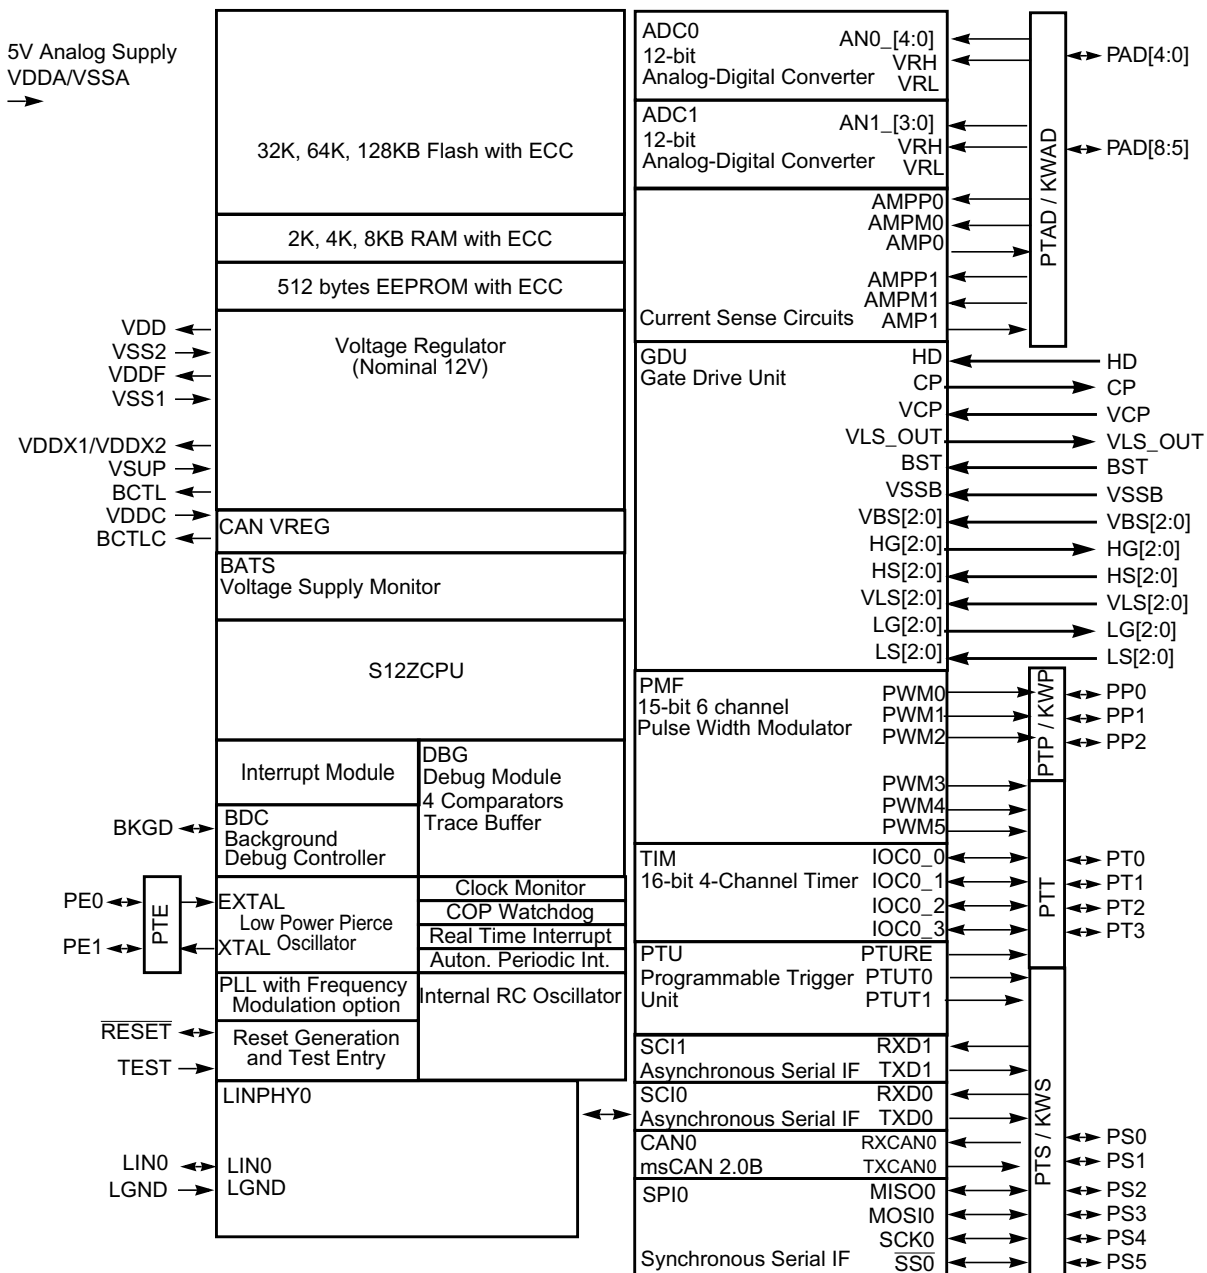 5V Analog Supply
VDDA/VSSA
32K, 64K, 128KB Flash with ECC
2K, 4K, 8KB RAM with ECC
512 bytes EEPROM with ECC
VDD
VSS2
VDDF
VSS1
VDDX1/VDDX2
VSUP
BCTL
VDDC
BCTLC
Voltage Regulator
(Nominal 12V)
CAN VREG
BATS
Voltage Supply Monitor
S12ZCPU
Interrupt Module
DBG
Debug Module
4 Comparators
Trace Buffer
BKGD
BDC
Background
Debug Controller
PE0
PE1
PTE
EXTAL
Low Power Pierce
Oscillator
XTAL
Clock Monitor
COP Watchdog
Real Time Interrupt
Auton. Periodic Int.
PLL with Frequency
Modulation option
Internal RC Oscillator
RESET
TEST
Reset Generation
and Test Entry
LINPHY0
LIN0
LGND
LIN0
LGND
ADC0
12-bit
Analog-Digital Converter
AN0_[4:0]
VRH
VRL
ADC1
12-bit
Analog-Digital Converter
AN1_[3:0]
VRH
VRL
AMPP0
AMPM0
AMP0
AMPP1
AMPM1
Current Sense Circuits
AMP1
PTAD / KWAD
PAD[4:0]
PAD[8:5]
GDU
Gate Drive Unit
HD
CP
VCP
VLS_OUT
BST
VSSB
VBS[2:0]
HG[2:0]
HS[2:0]
VLS[2:0]
LG[2:0]
LS[2:0]
HD
CP
VCP
VLS_OUT
BST
VSSB
VBS[2:0]
HG[2:0]
HS[2:0]
VLS[2:0]
LG[2:0]
LS[2:0]
PMF
15-bit 6 channel
Pulse Width Modulator
PWM0
PWM1
PWM2
PWM3
PWM4
PWM5
PTP / KWP
PP0
PP1
PP2
TIM
16-bit 4-Channel Timer
IOC0_0
IOC0_1
IOC0_2
IOC0_3
PTT
PT0
PT1
PT2
PT3
PTU
Programmable Trigger
Unit
PTURE
PTUT0
PTUT1
SCI1
Asynchronous Serial IF
RXD1
TXD1
SCI0
Asynchronous Serial IF
RXD0
TXD0
CAN0
msCAN 2.0B
RXCAN0
TXCAN0
SPI0
Synchronous Serial IF
MISO0
MOSI0
SCK0
SS0
PTS / KWS
PS0
PS1
PS2
PS3
PS4
PS5